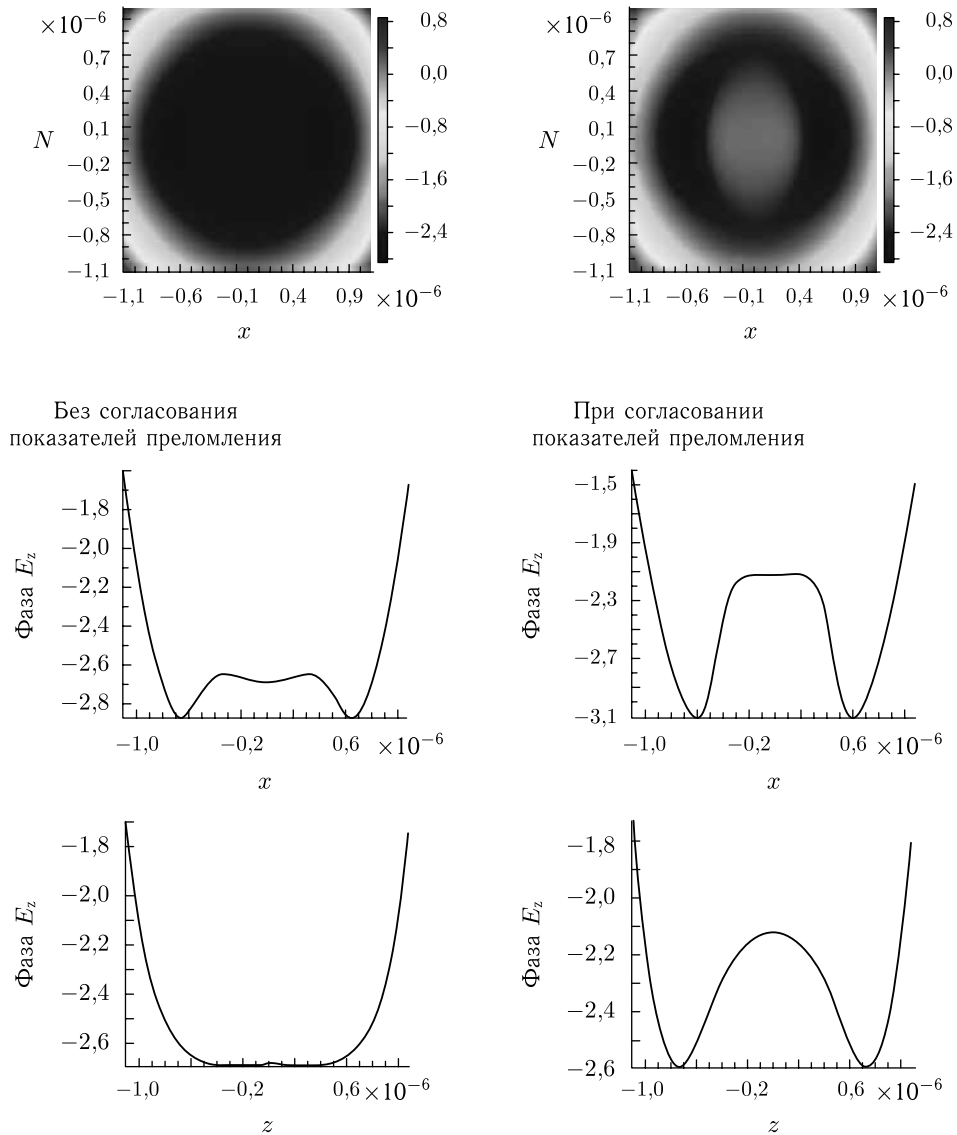 ×10⁻⁶
0,7
0,4
0,1
−0,2
−0,5
−0,8
−1,1
N
−1,1 −0,6 −0,1 0,4 0,9 ×10⁻⁶
x
0,8
0,0
−0,8
−1,6
−2,4
×10⁻⁶
0,7
0,4
0,1
−0,2
−0,5
−0,8
−1,1
N
−1,1 −0,6 −0,1 0,4 0,9 ×10⁻⁶
x
0,8
0,0
−0,8
−1,6
−2,4
Без согласования
показателей преломления
При согласовании
показателей преломления
−1,8
−2,0
−2,2
−2,4
−2,6
−2,8
Фаза E_z
−1,0 −0,2 0,6 ×10⁻⁶
x
−1,5
−1,9
−2,3
−2,7
−3,1
Фаза E_z
−1,0 −0,2 0,6 ×10⁻⁶
x
−1,8
−2,0
−2,2
−2,4
−2,6
Фаза E_z
−1,0 −0,2 0,6 ×10⁻⁶
z
−1,8
−2,0
−2,2
−2,4
−2,6
Фаза E_z
−1,0 −0,2 0,6 ×10⁻⁶
z